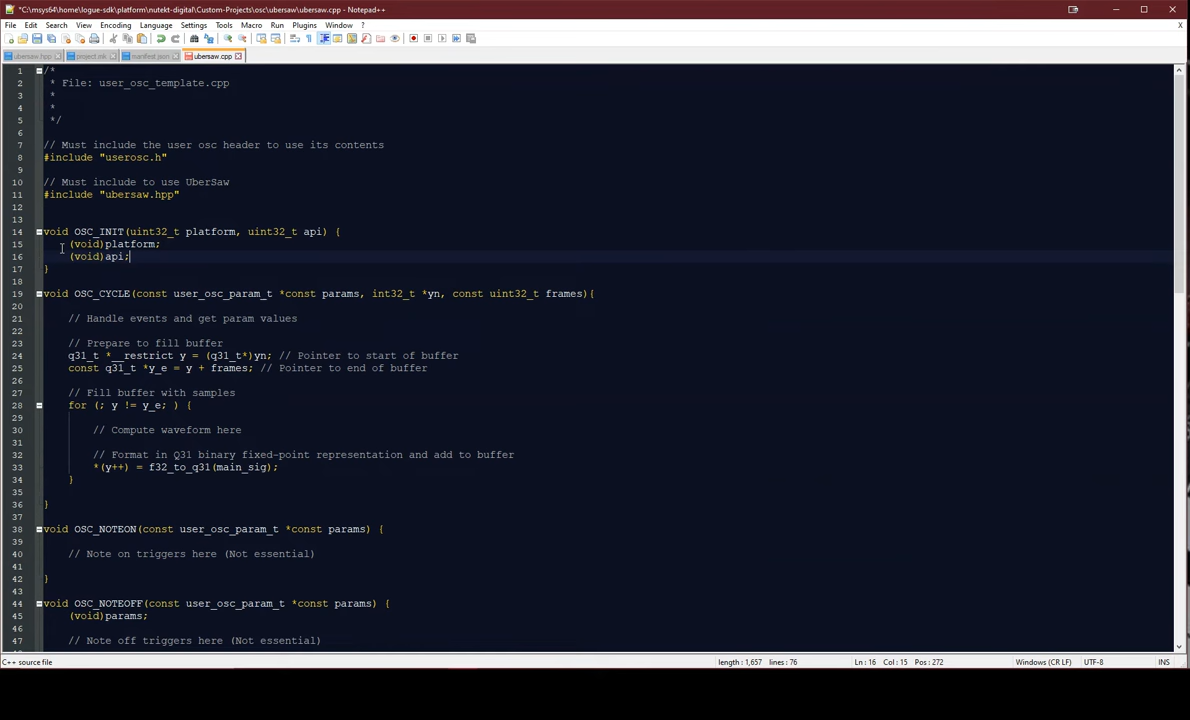 *C:\msys64\home\logue-sdk\platform\nutekt-digital\Custom-Projects\osc\ubersaw\ubersaw.cpp - Notepad++
File Edit Search View Encoding Language Settings Tools Macro Run Plugins Window ? X
ubersaw.hpp project.mk manifest.json ubersaw.cpp
1 /*
2 * File: user_osc_template.cpp
3 *
4 *
5 */
6
7 // Must include the user osc header to use its contents
8 #include "userosc.h"
9
10 // Must include to use UberSaw
11 #include "ubersaw.hpp"
12
13
14 void OSC_INIT(uint32_t platform, uint32_t api) {
15 (void)platform;
16 (void)api;
17 }
18
19 void OSC_CYCLE(const user_osc_param_t *const params, int32_t *yn, const uint32_t frames){
20
21 // Handle events and get param values
22
23 // Prepare to fill buffer
24 q31_t *__restrict y = (q31_t*)yn; // Pointer to start of buffer
25 const q31_t *y_e = y + frames; // Pointer to end of buffer
26
27 // Fill buffer with samples
28 for (; y != y_e; ) {
29
30 // Compute waveform here
31
32 // Format in Q31 binary fixed-point representation and add to buffer
33 *(y++) = f32_to_q31(main_sig);
34 }
35
36 }
37
38 void OSC_NOTEON(const user_osc_param_t *const params) {
39
40 // Note on triggers here (Not essential)
41
42 }
43
44 void OSC_NOTEOFF(const user_osc_param_t *const params) {
45 (void)params;
46
47 // Note off triggers here (Not essential)
C++ source file length : 1,657 lines : 76 Ln : 16 Col : 15 Pos : 272 Windows (CR LF) UTF-8 INS